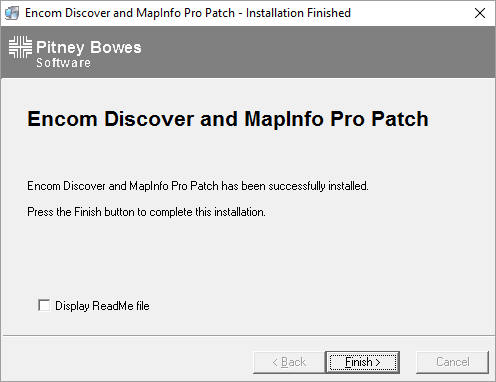 Encom Discover and MapInfo Pro Patch - Installation Finished
Pitney Bowes
Software
Encom Discover and MapInfo Pro Patch
Encom Discover and MapInfo Pro Patch has been successfully installed.
Press the Finish button to complete this installation.
Display ReadMe file
< Back
Finish >
Cancel